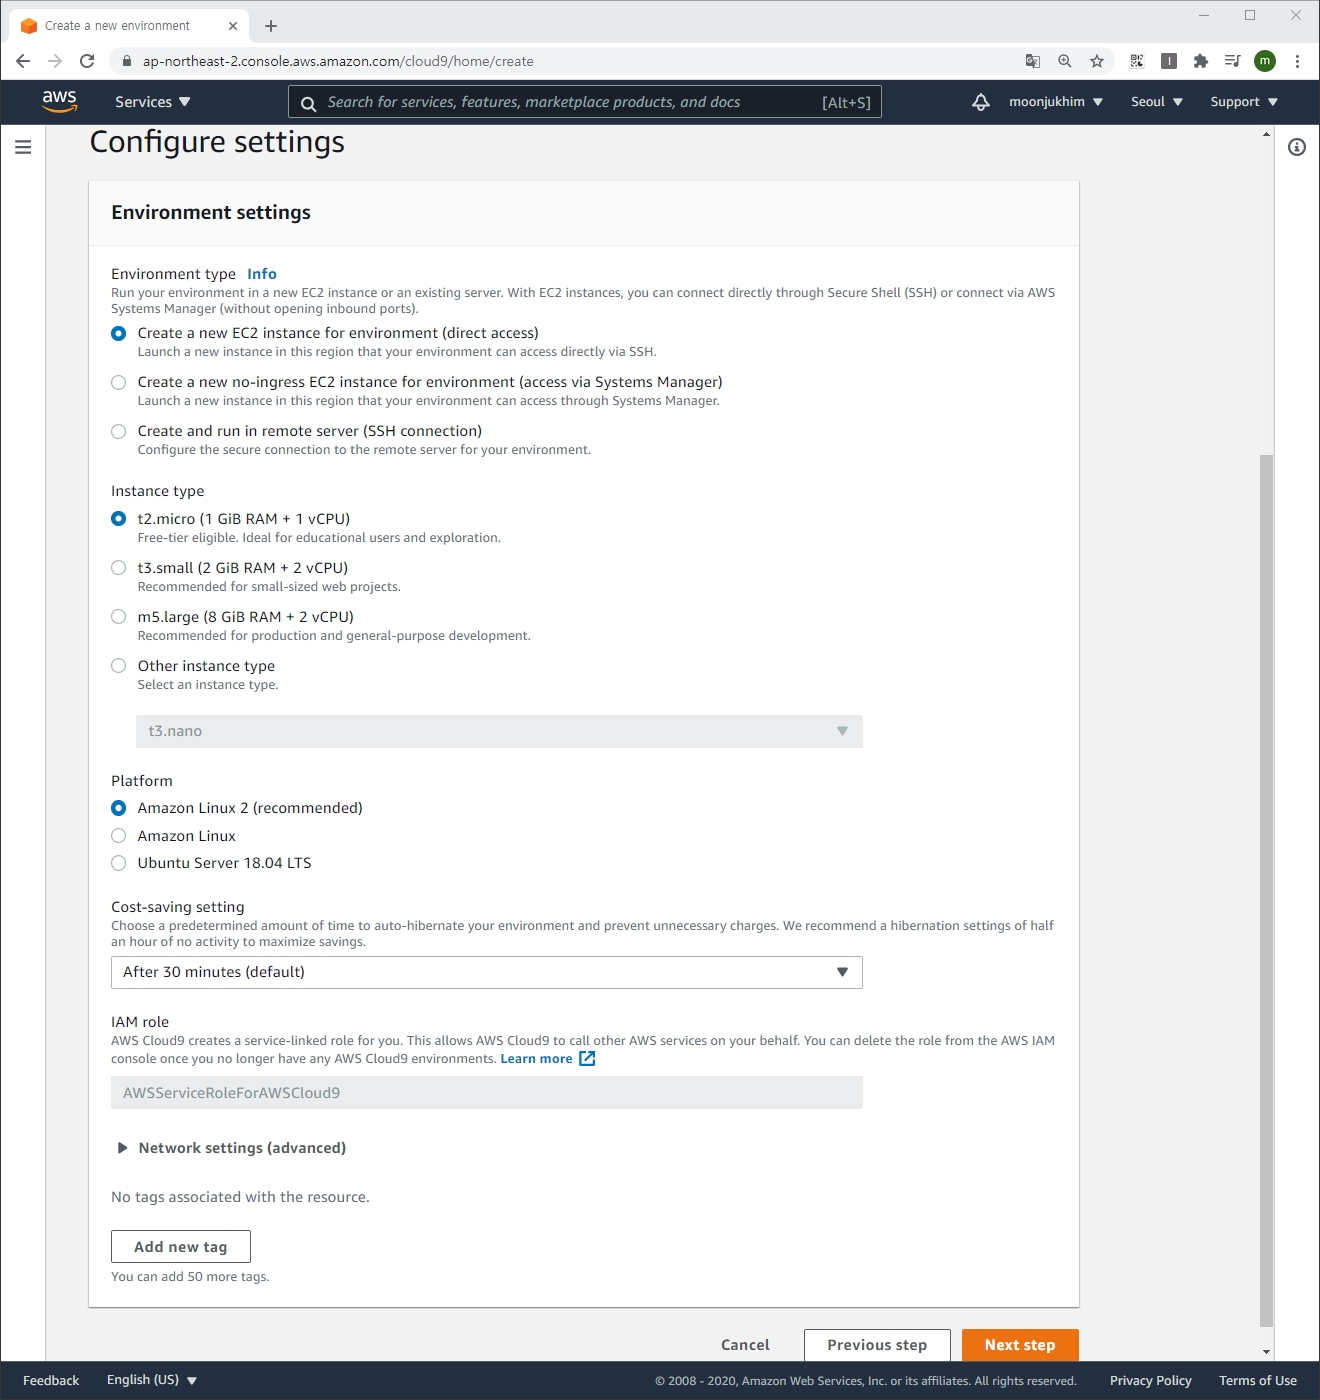 Create a new environment
ap-northeast-2.console.aws.amazon.com/cloud9/home/create
m
aws
Services
Search for services, features, marketplace products, and docs
[Alt+S]
moonjukhim
Seoul
Support
Configure settings
Environment settings
Environment type Info
Run your environment in a new EC2 instance or an existing server. With EC2 instances, you can connect directly through Secure Shell (SSH) or connect via AWS
Systems Manager (without opening inbound ports).
Create a new EC2 instance for environment (direct access)
Launch a new instance in this region that your environment can access directly via SSH.
Create a new no-ingress EC2 instance for environment (access via Systems Manager)
Launch a new instance in this region that your environment can access through Systems Manager.
Create and run in remote server (SSH connection)
Configure the secure connection to the remote server for your environment.
Instance type
t2.micro (1 GiB RAM + 1 vCPU)
Free-tier eligible. Ideal for educational users and exploration.
t3.small (2 GiB RAM + 2 vCPU)
Recommended for small-sized web projects.
m5.large (8 GiB RAM + 2 vCPU)
Recommended for production and general-purpose development.
Other instance type
Select an instance type.
t3.nano
Platform
Amazon Linux 2 (recommended)
Amazon Linux
Ubuntu Server 18.04 LTS
Cost-saving setting
Choose a predetermined amount of time to auto-hibernate your environment and prevent unnecessary charges. We recommend a hibernation settings of half
an hour of no activity to maximize savings.
After 30 minutes (default)
IAM role
AWS Cloud9 creates a service-linked role for you. This allows AWS Cloud9 to call other AWS services on your behalf. You can delete the role from the AWS IAM
console once you no longer have any AWS Cloud9 environments. Learn more
AWSServiceRoleForAWSCloud9
Network settings (advanced)
No tags associated with the resource.
Add new tag
You can add 50 more tags.
Cancel
Previous step
Next step
Feedback
English (US)
© 2008 - 2020, Amazon Web Services, Inc. or its affiliates. All rights reserved.
Privacy Policy
Terms of Use